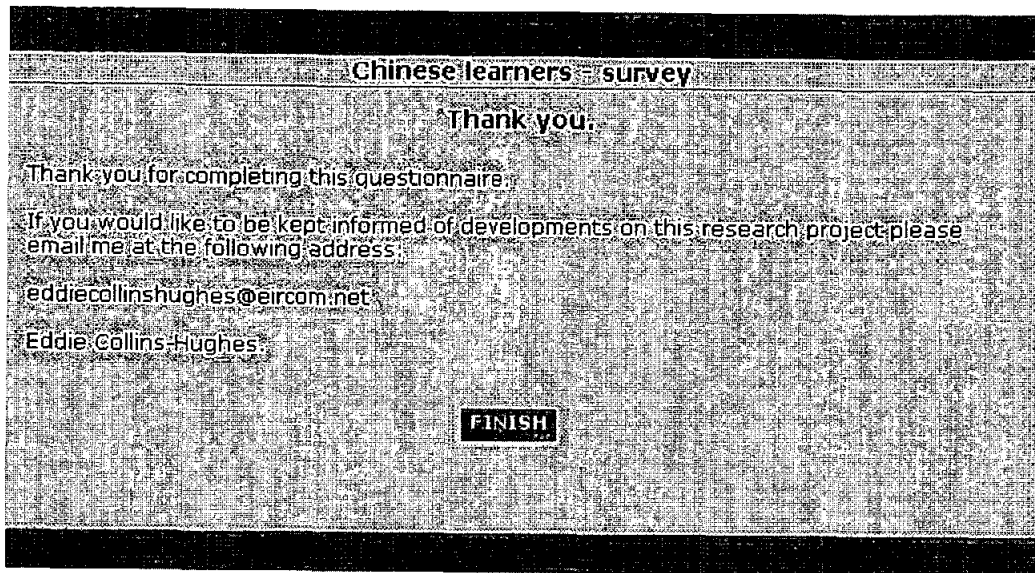 Chinese learners - survey
Thank you.
Thank you for completing this questionnaire.
If you would like to be kept informed of developments on this research project please
email me at the following address.
eddiecollinshughes@eircom.net
Eddie Collins-Hughes
FINISH